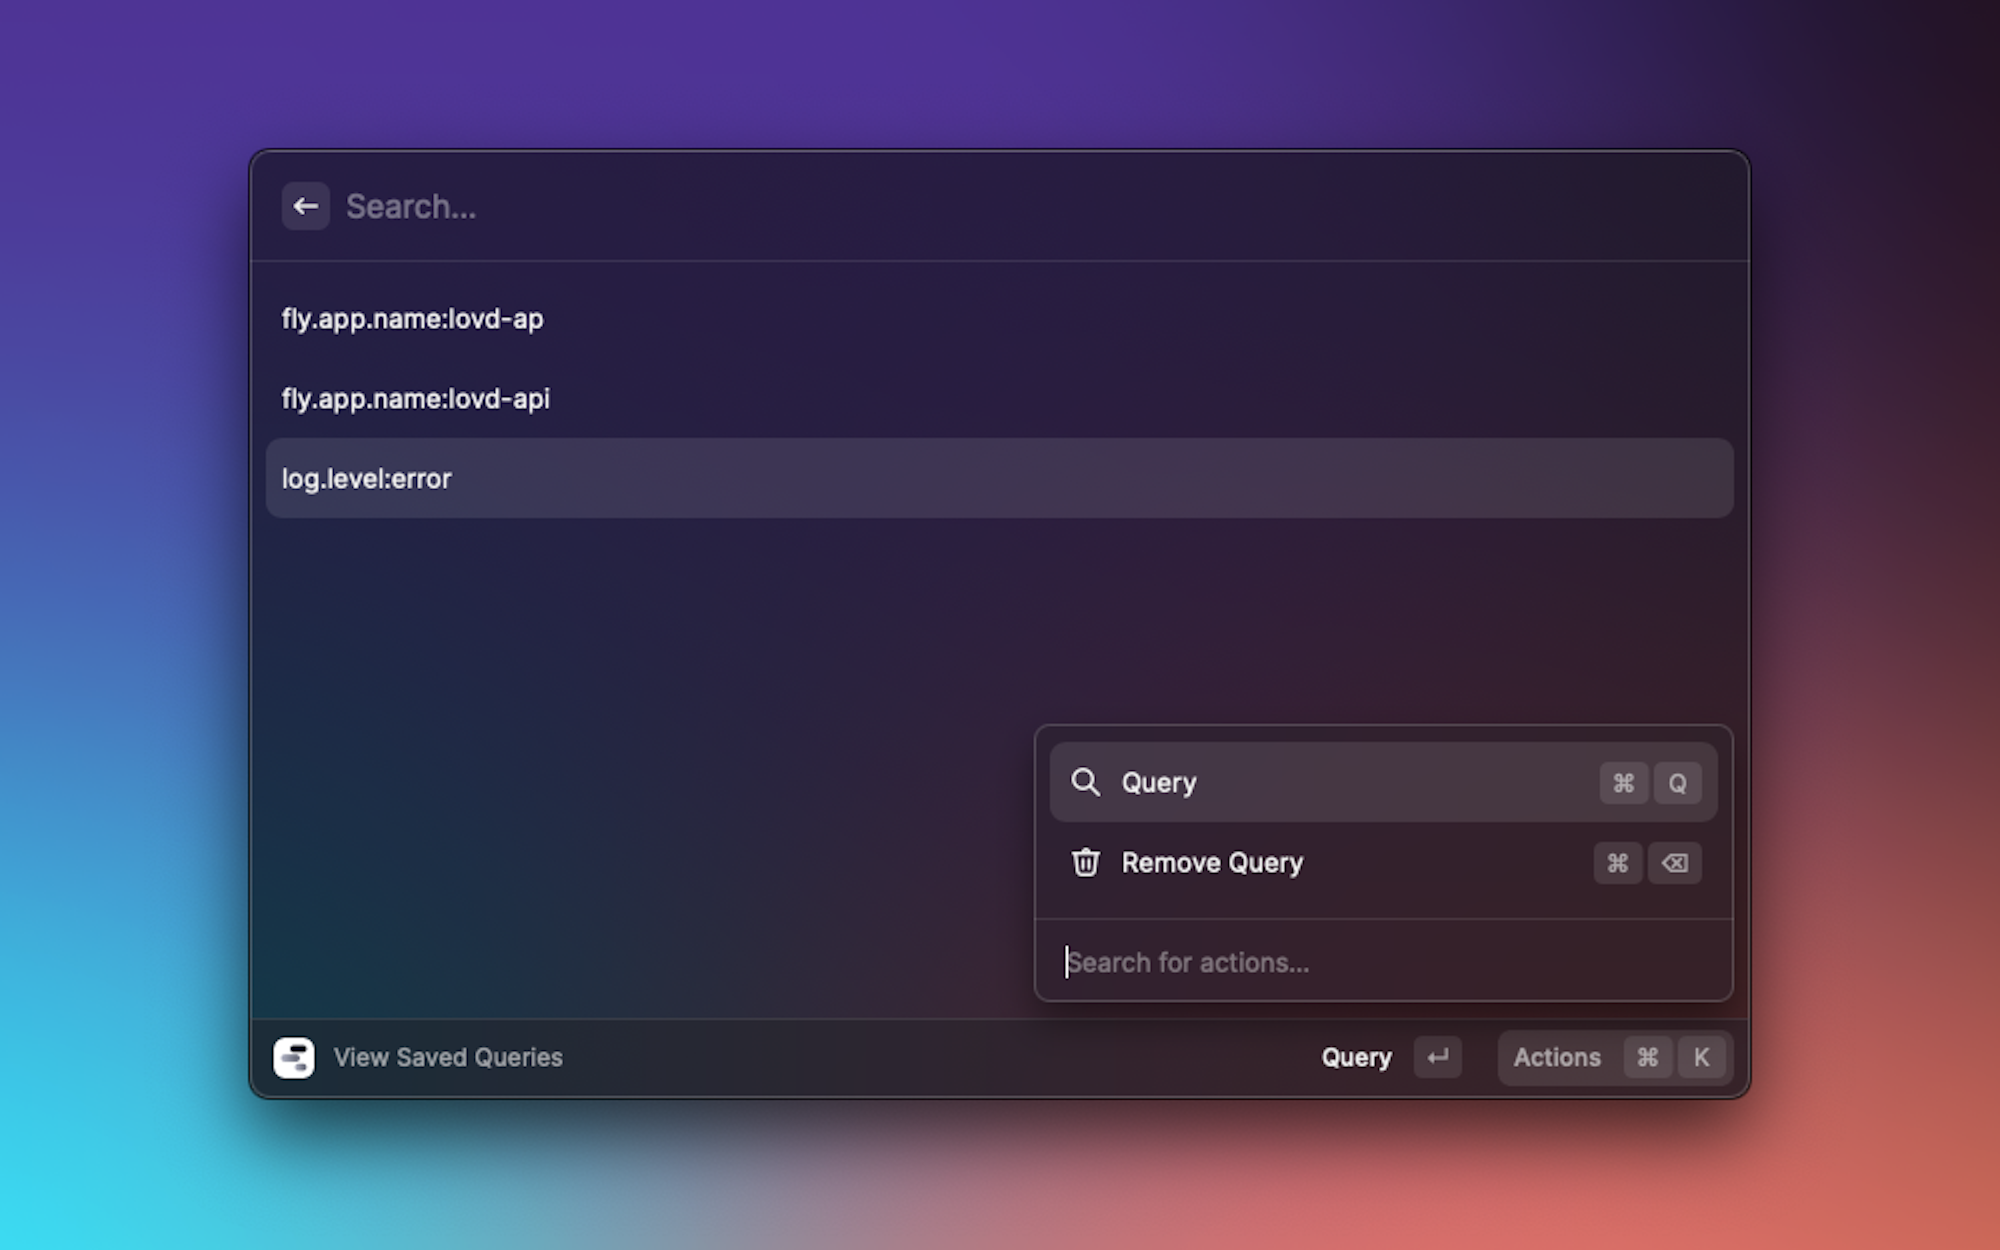 Search...
fly.app.name:lovd-ap
fly.app.name:lovd-api
log.level:error
Query ⌘ Q
Remove Query ⌘ ⌫
Search for actions...
View Saved Queries Query ↵ Actions ⌘ K